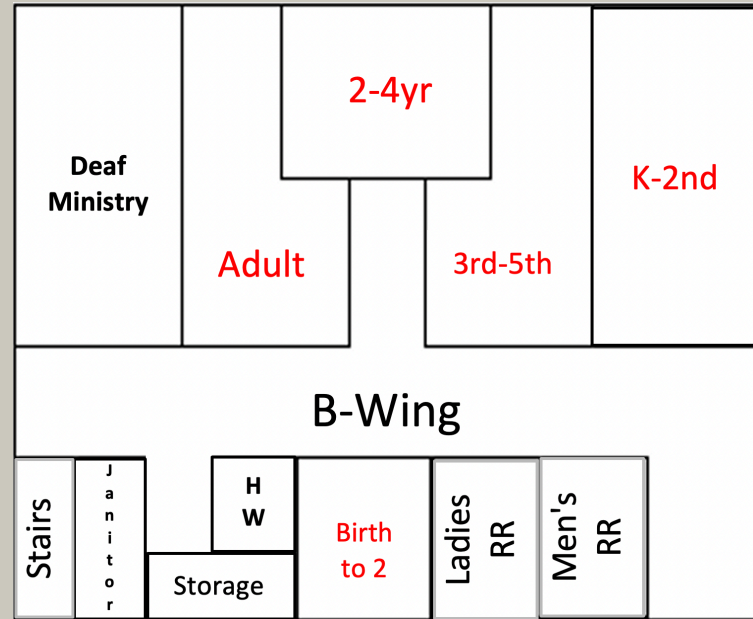 2-4yr
Deaf
Ministry
K-2nd
Adult
3rd-5th
B-Wing
Stairs
Janitor
H
W
Storage
Birth
to 2
Ladies
RR
Men's
RR